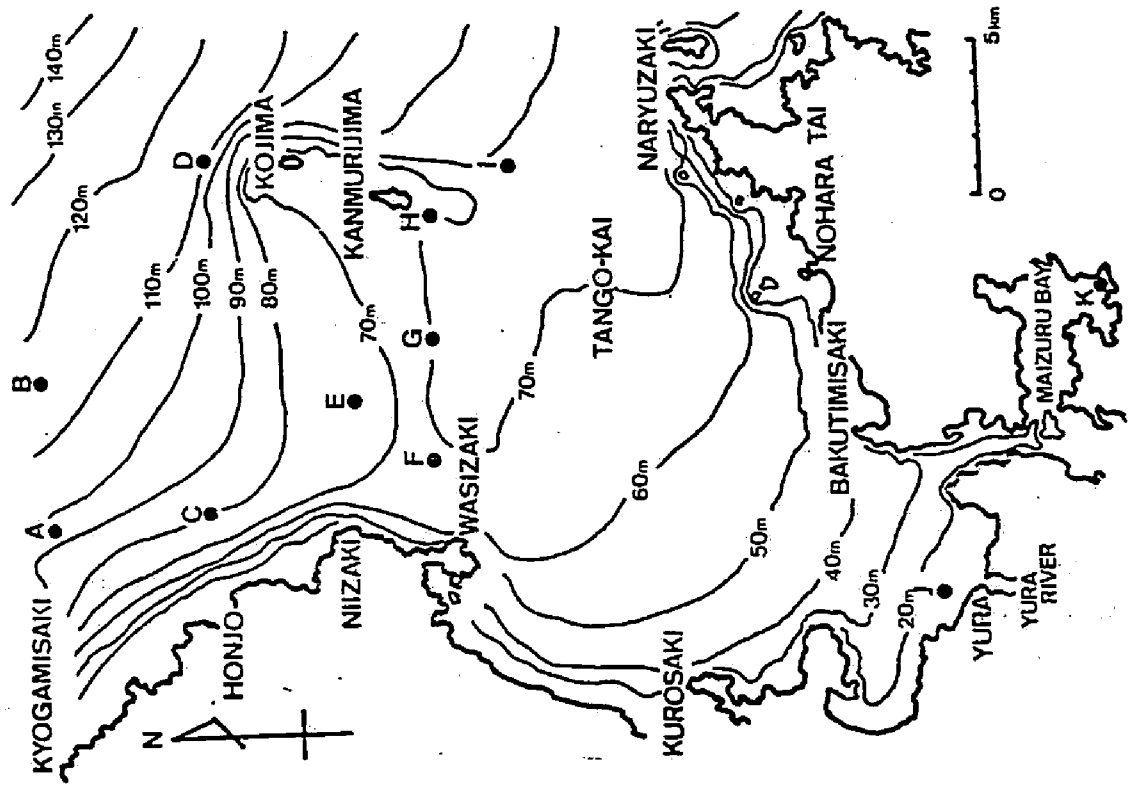 140m
130m
120m
B
A
D
KYOGAMISAKI
110m
100m
90m
80m
KOJIMA
C
N
HONJO
KANMURIJIMA
70m
E
NIIZAKI
H
G
F
I
WASIZAKI
70m
TANGO-KAI
NARYUZAKI
60m
KUROSAKI
50m
NOHARA
TAI
BAKUTIMISAKI
40m
30m
20m
J
YURA
YURA
RIVER
MAIZURU BAY
K
0
5km